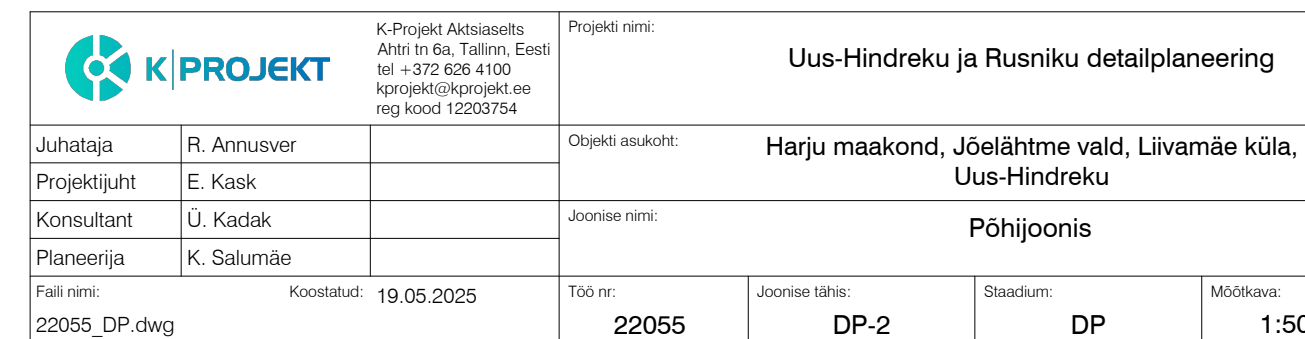 K PROJEKT
K-Projekt Aktsiaselts
Ahtri tn 6a, Tallinn, Eesti
tel +372 626 4100
kprojekt@kprojekt.ee
reg kood 12203754
Projekti nimi:
Uus-Hindreku ja Rusniku detailplaneering
Juhataja R. Annusver
Projektijuht E. Kask
Konsultant Ü. Kadak
Planeerija K. Salumäe
Objekti asukoht:
Harju maakond, Jõelähtme vald, Liivamäe küla,
Uus-Hindreku
Joonise nimi:
Põhijoonis
Faili nimi: Koostatud: 19.05.2025
22055_DP.dwg
Töö nr:
22055
Joonise tähis:
DP-2
Staadium:
DP
Mõõtkava: